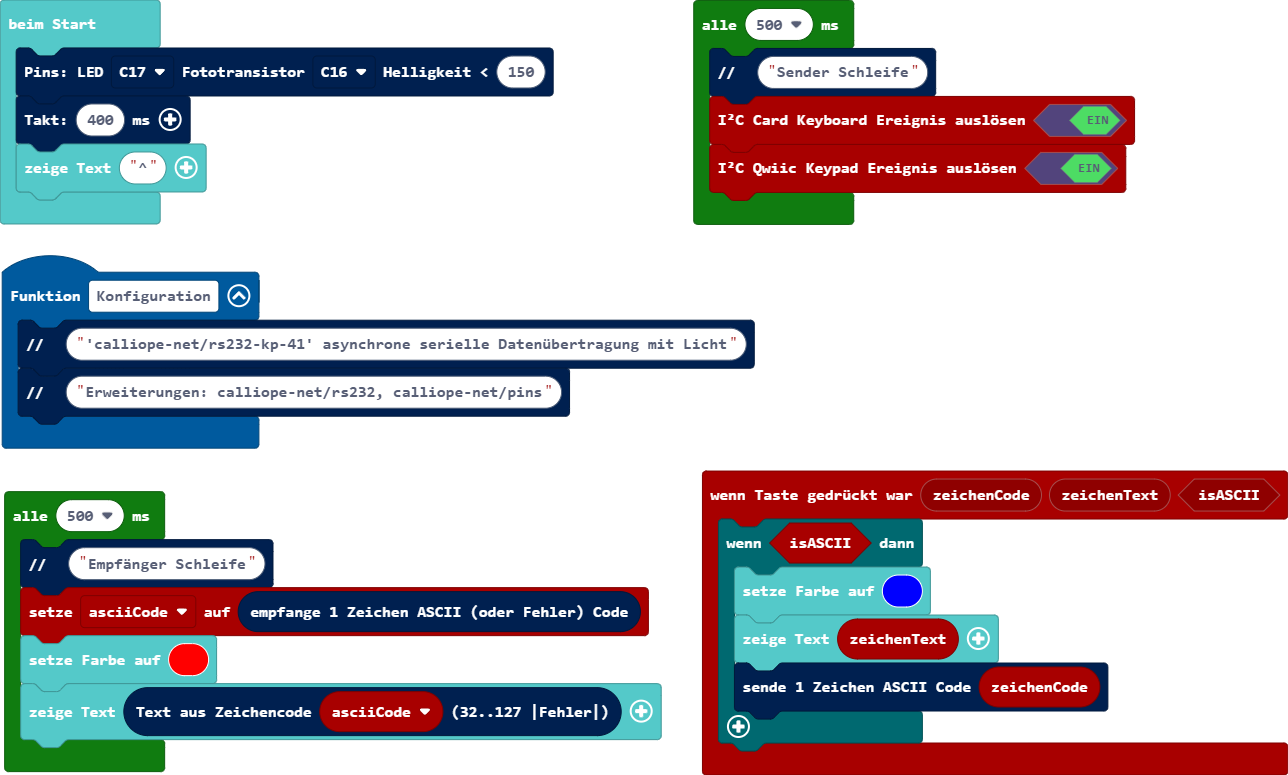 beim Start
Pins: LED C17 Fototransistor C16 Helligkeit < 150
Takt: 400 ms
zeige Text "^"
alle 500 ms
// "Sender Schleife"
I²C Card Keyboard Ereignis auslösen EIN
I²C Qwiic Keypad Ereignis auslösen EIN
Funktion Konfiguration
// "'calliope-net/rs232-kp-41' asynchrone serielle Datenübertragung mit Licht"
// "Erweiterungen: calliope-net/rs232, calliope-net/pins"
alle 500 ms
// "Empfänger Schleife"
setze asciiCode auf empfange 1 Zeichen ASCII (oder Fehler) Code
setze Farbe auf
zeige Text Text aus Zeichencode asciiCode (32..127 |Fehler|)
wenn Taste gedrückt war zeichenCode zeichenText isASCII
wenn isASCII dann
setze Farbe auf
zeige Text zeichenText
sende 1 Zeichen ASCII Code zeichenCode